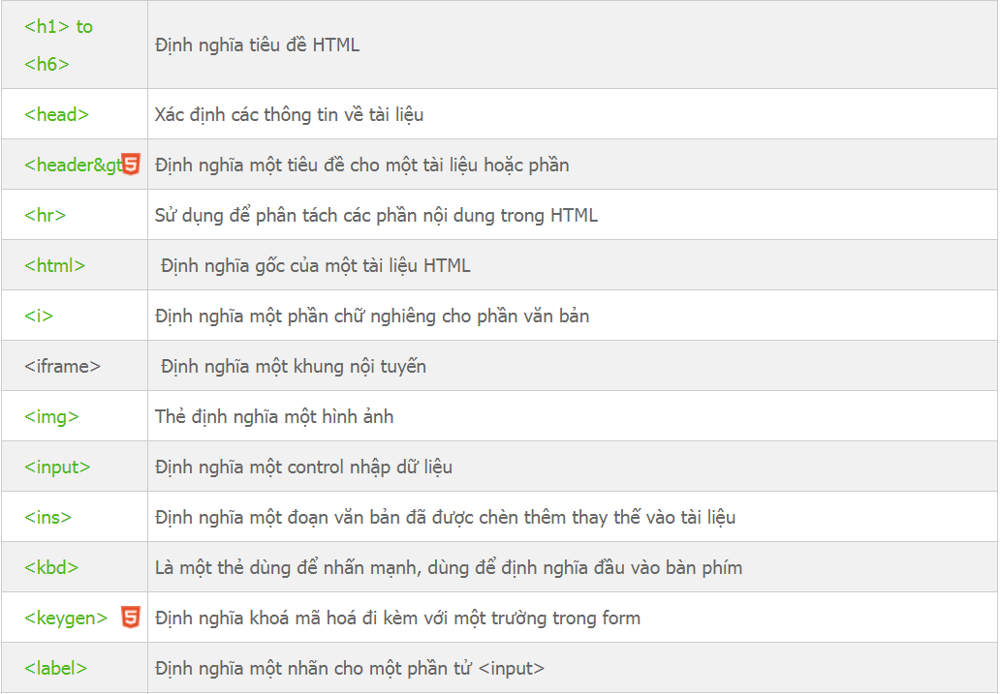 <h1> to
<h6>
Định nghĩa tiêu đề HTML
<head>
Xác định các thông tin về tài liệu
<header&gt
5
Định nghĩa một tiêu đề cho một tài liệu hoặc phần
<hr>
Sử dụng để phân tách các phần nội dung trong HTML
<html>
Định nghĩa gốc của một tài liệu HTML
<i>
Định nghĩa một phần chữ nghiêng cho phần văn bản
<iframe>
Định nghĩa một khung nội tuyến
<img>
Thẻ định nghĩa một hình ảnh
<input>
Định nghĩa một control nhập dữ liệu
<ins>
Định nghĩa một đoạn văn bản đã được chèn thêm thay thế vào tài liệu
<kbd>
Là một thẻ dùng để nhấn mạnh, dùng để định nghĩa đầu vào bàn phím
<keygen>
5
Định nghĩa khoá mã hoá đi kèm với một trường trong form
<label>
Định nghĩa một nhãn cho một phần tử <input>